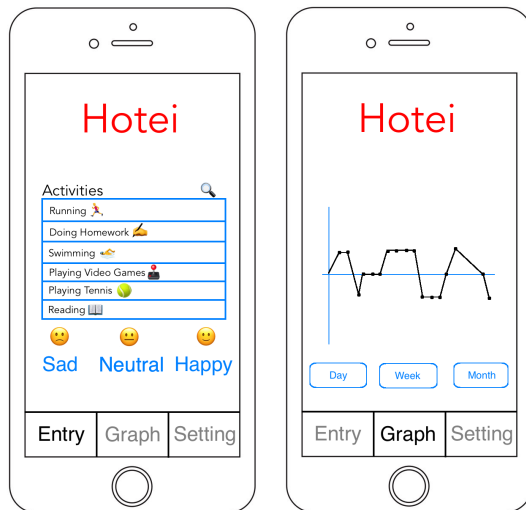 Hotei
Activities
Running
Doing Homework
Swimming
Playing Video Games
Playing Tennis
Reading
Sad Neutral Happy
Entry Graph Setting
Hotei
Day Week Month
Entry Graph Setting